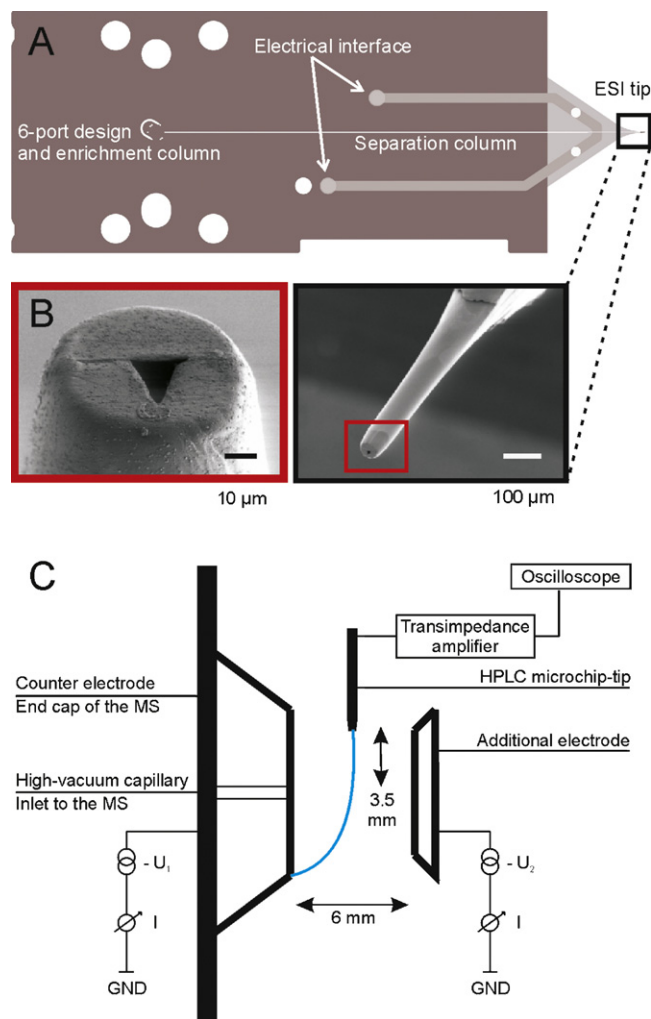 A
Electrical interface
ESI tip
6-port design
and enrichment column
Separation column
B
10 µm
100 µm
C
Oscilloscope
Transimpedance
amplifier
Counter electrode
End cap of the MS
HPLC microchip-tip
Additional electrode
High-vacuum capillary
Inlet to the MS
3.5
mm
- U₁
- U₂
6 mm
I
I
GND
GND